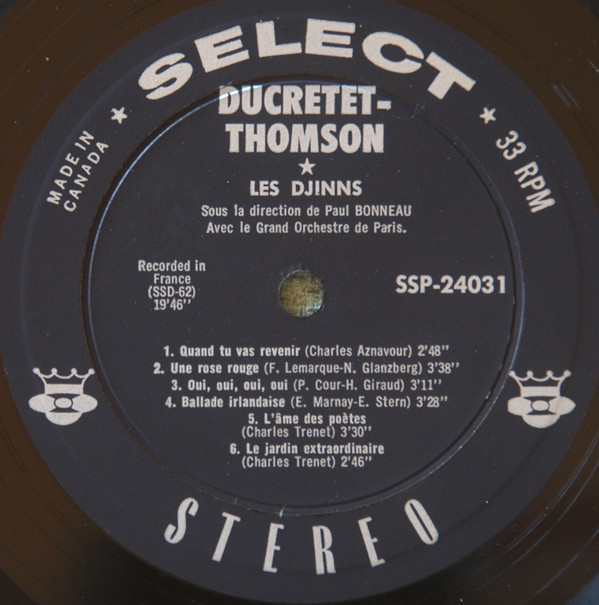 SELECT
DUCRETET-
THOMSON
MADE IN
CANADA
33 RPM
LES DJINNS
Sous la direction de Paul BONNEAU
Avec le Grand Orchestre de Paris.
Recorded in
France
(SSD-62)
19'46"
SSP-24031
1. Quand tu vas revenir (Charles Aznavour) 2'48"
2. Une rose rouge (F. Lemarque-N. Glanzberg) 3'38"
3. Oui, oui, oui, oui (P. Cour-H. Giraud) 3'11"
4. Ballade irlandaise (E. Marnay-E. Stern) 3'28"
5. L'âme des poètes
(Charles Trenet) 3'30"
6. Le jardin extraordinaire
(Charles Trenet) 2'46"
STEREO